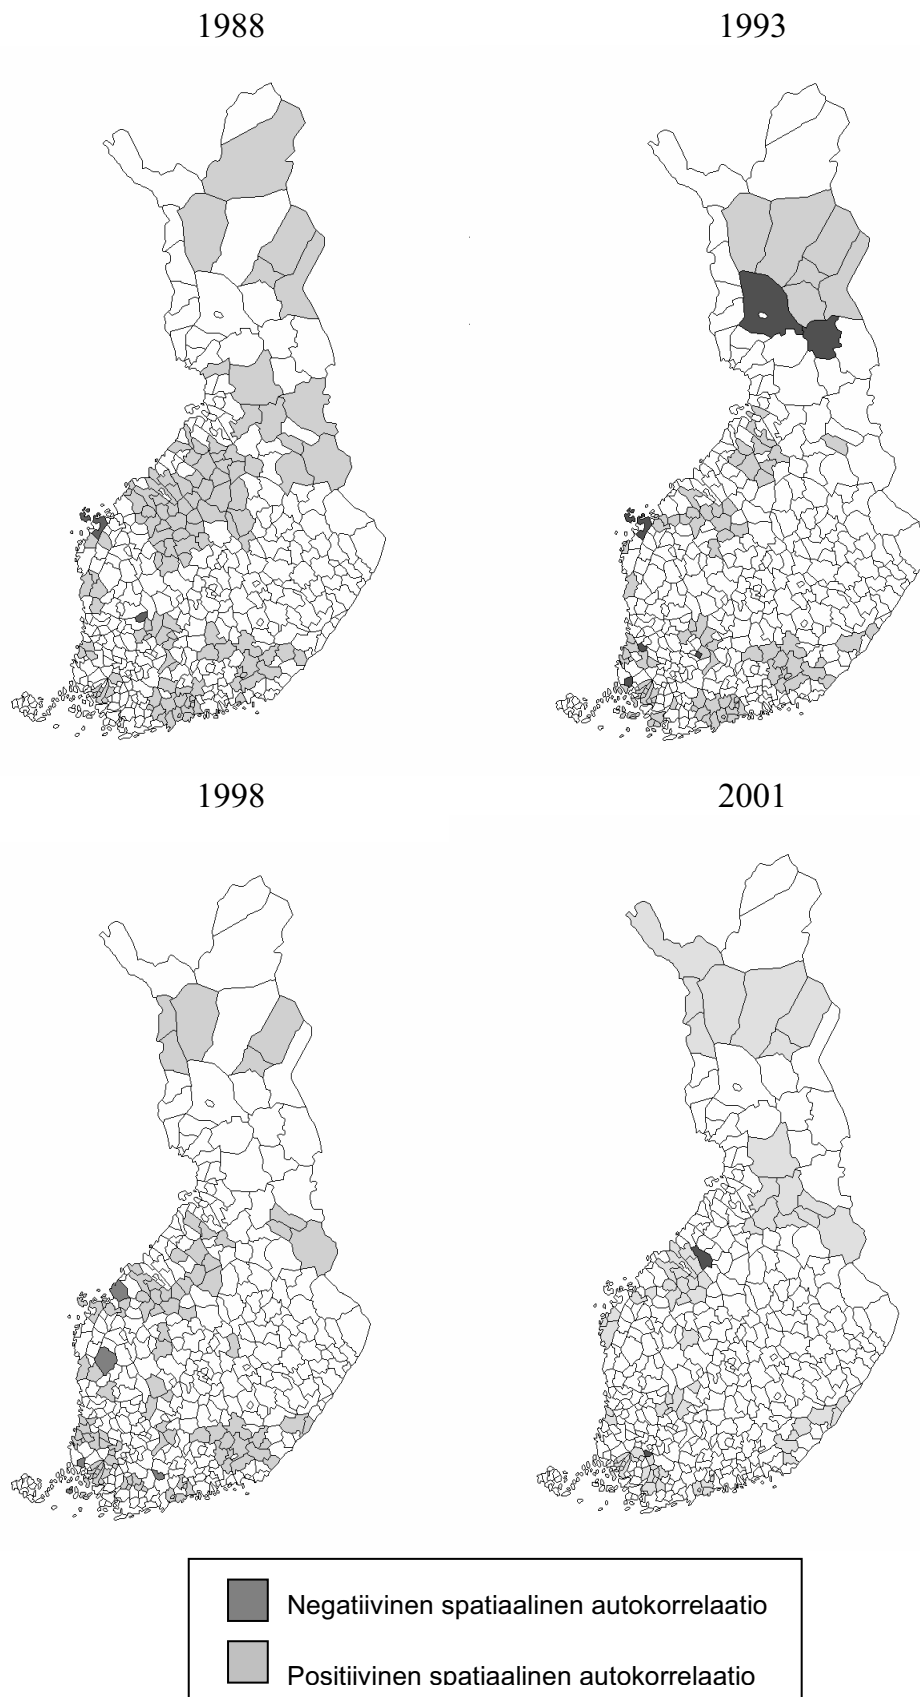 1988
1993
1998
2001
Negatiivinen spatiaalinen autokorrelaatio
Positiivinen spatiaalinen autokorrelaatio